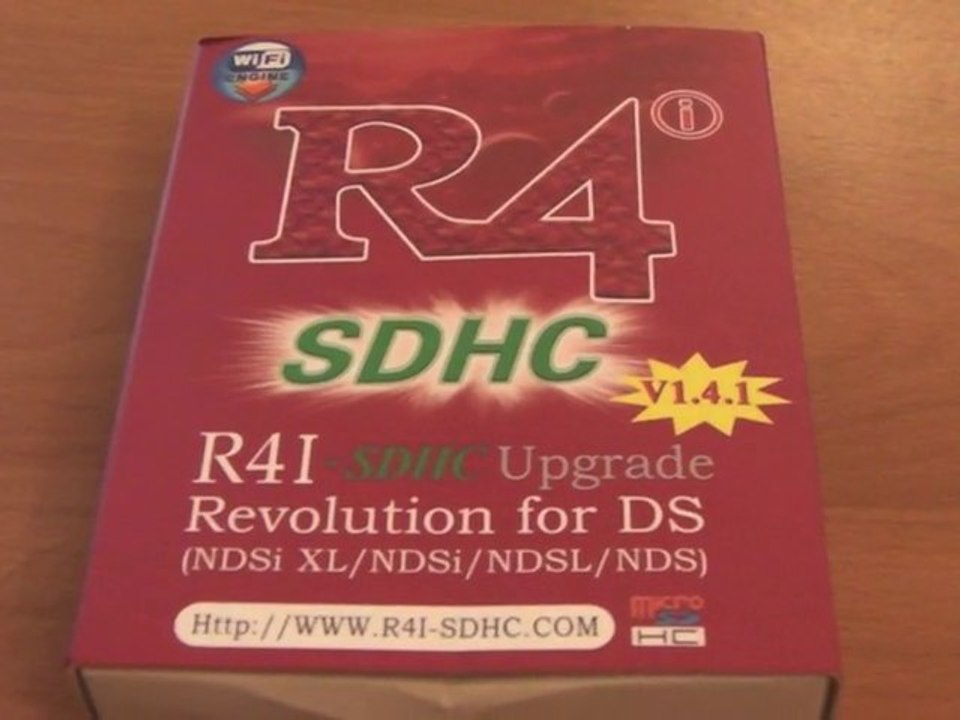 WiFi
ENGINE
R4 i
SDHC
V1.4.1
R4I-SDHC Upgrade
Revolution for DS
(NDSi XL/NDSi/NDSL/NDS)
Http://WWW.R4I-SDHC.COM
micro
HC